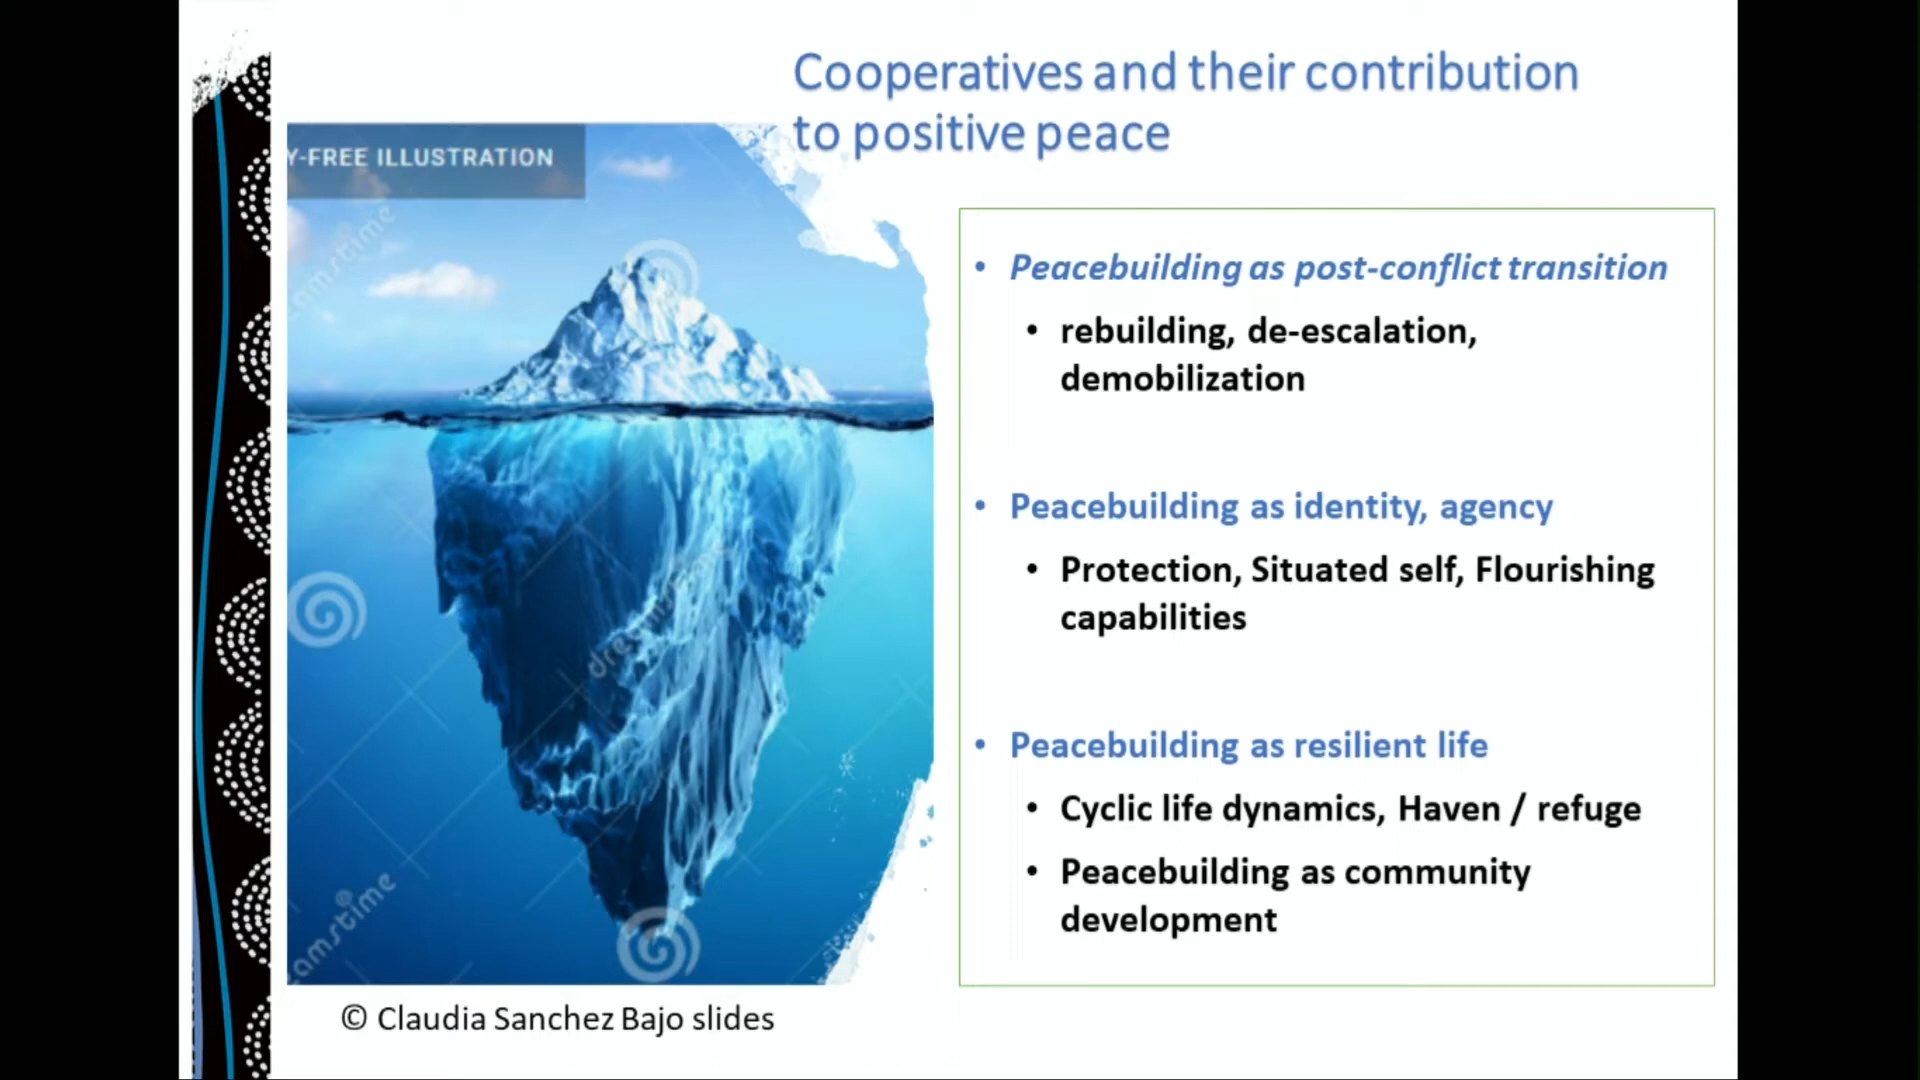 Cooperatives and their contribution
to positive peace
Y-FREE ILLUSTRATION
• Peacebuilding as post-conflict transition
• rebuilding, de-escalation,
demobilization
• Peacebuilding as identity, agency
• Protection, Situated self, Flourishing
capabilities
• Peacebuilding as resilient life
• Cyclic life dynamics, Haven / refuge
• Peacebuilding as community
development
amstime
amstime
© Claudia Sanchez Bajo slides